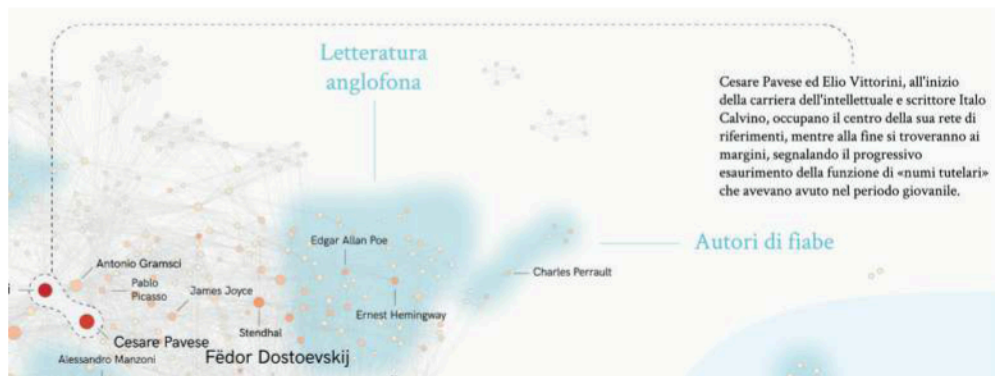 Letteratura
anglofona
Cesare Pavese ed Elio Vittorini, all'inizio
della carriera dell'intellettuale e scrittore Italo
Calvino, occupano il centro della sua rete di
riferimenti, mentre alla fine si troveranno ai
margini, segnalando il progressivo
esaurimento della funzione di «numi tutelari»
che avevano avuto nel periodo giovanile.
Edgar Allan Poe
Autori di fiabe
Antonio Gramsci
Charles Perrault
i
Pablo
Picasso
James Joyce
Ernest Hemingway
Stendhal
Cesare Pavese
Alessandro Manzoni
Fëdor Dostoevskij